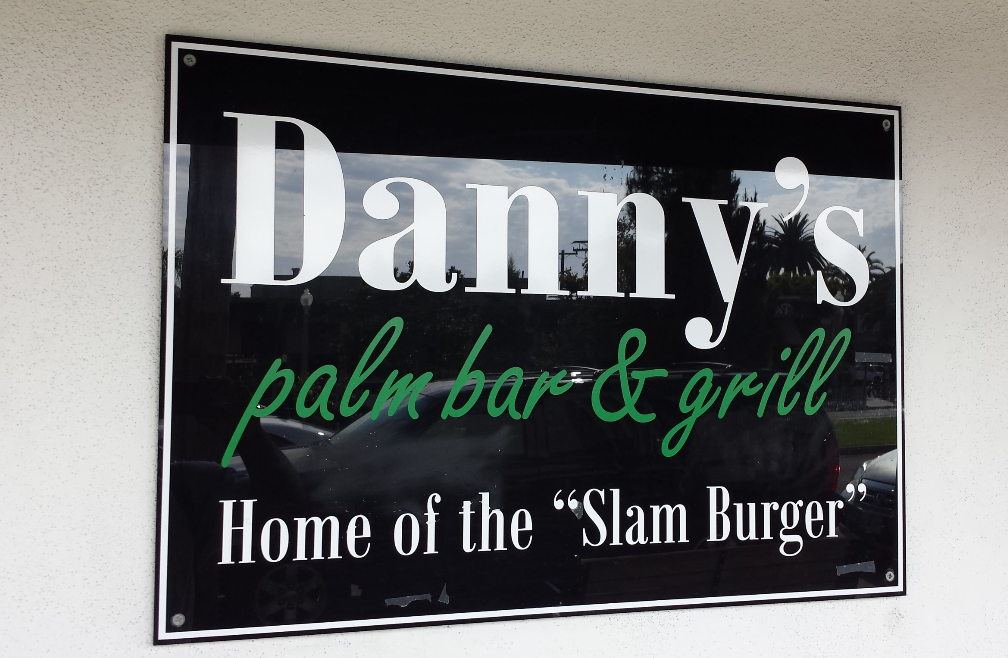 Danny's
palm bar & grill
Home of the “Slam Burger”